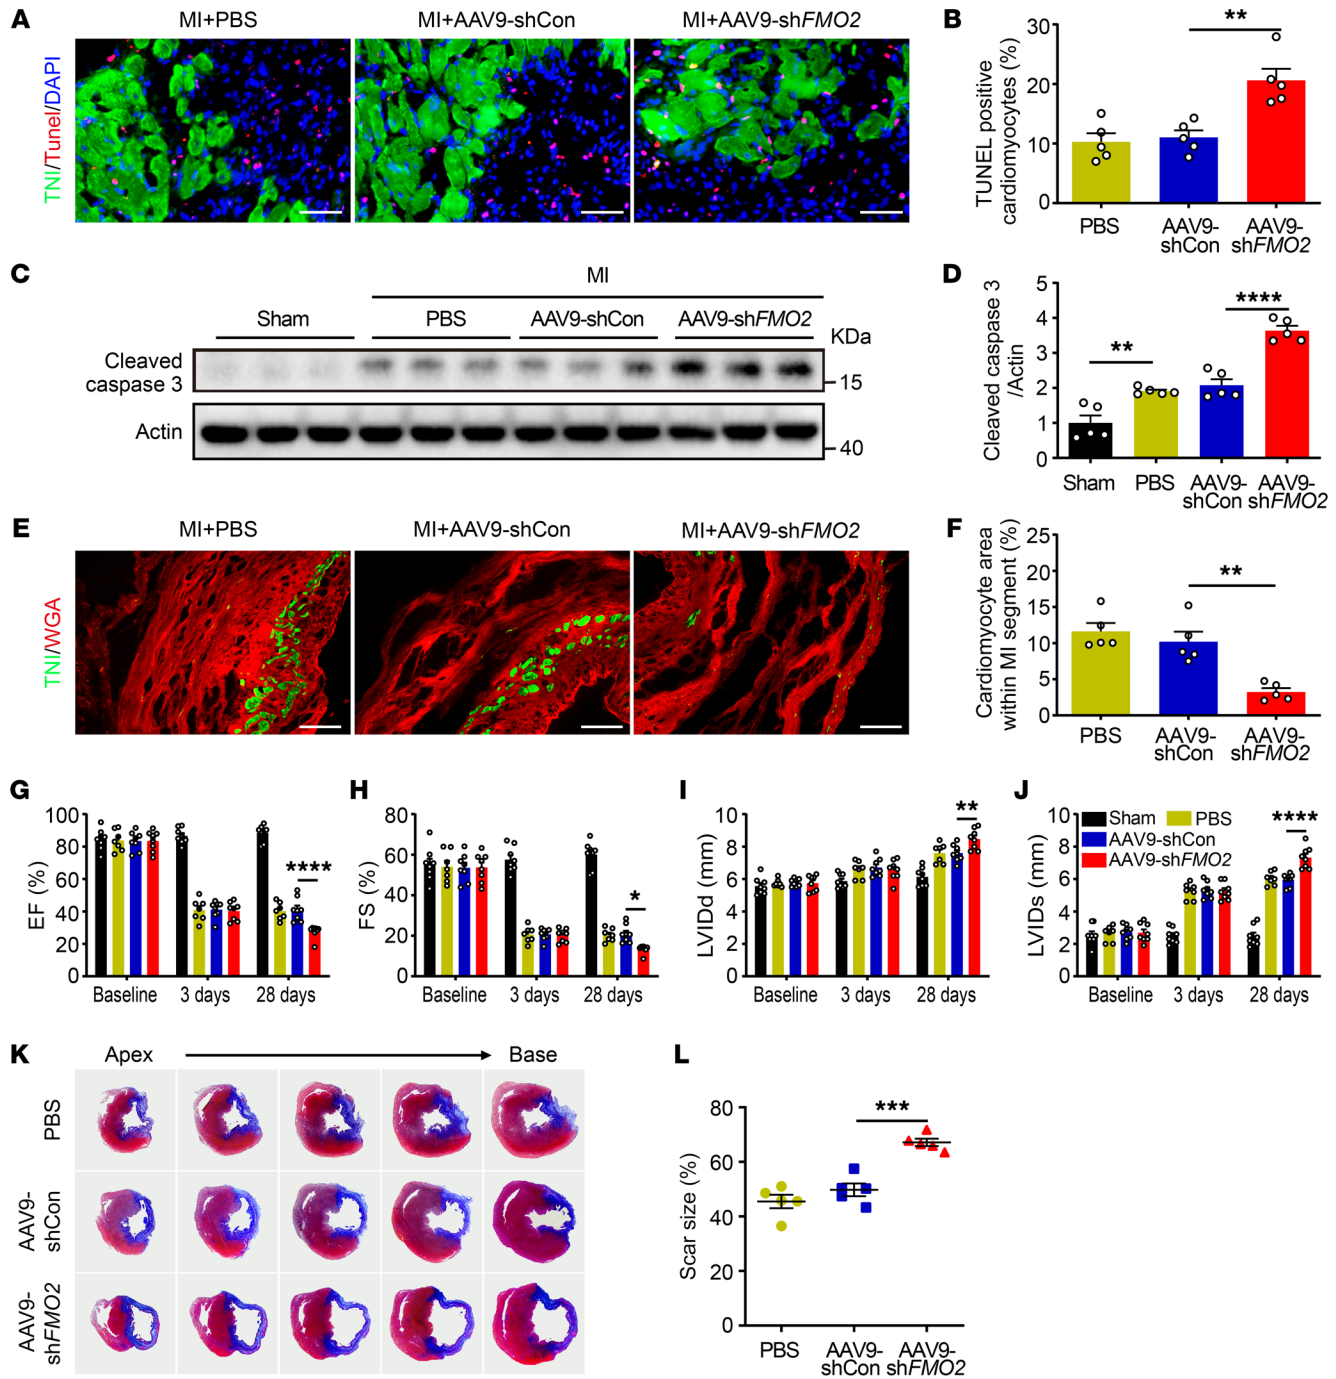 A
MI+PBS
MI+AAV9-shCon
MI+AAV9-shFMO2
TNI/Tunel/DAPI
B
TUNEL positive
cardiomyocytes (%)
30
20
10
0
**
PBS
AAV9-
shCon
AAV9-
shFMO2
C
MI
Sham
PBS
AAV9-shCon
AAV9-shFMO2
KDa
Cleaved
caspase 3
15
Actin
40
D
Cleaved caspase 3
/Actin
5
4
3
2
1
0
**
****
Sham
PBS
AAV9-
shCon
AAV9-
shFMO2
E
MI+PBS
MI+AAV9-shCon
MI+AAV9-shFMO2
TNI/WGA
F
Cardiomyocyte area
within MI segment (%)
25
20
15
10
5
0
**
PBS
AAV9-
shCon
AAV9-
shFMO2
G
EF (%)
100
80
60
40
20
0
****
Baseline
3 days
28 days
H
FS (%)
80
60
40
20
0
*
Baseline
3 days
28 days
I
LVIDd (mm)
10
8
6
4
2
0
**
Baseline
3 days
28 days
J
LVIDs (mm)
10
8
6
4
2
0
Sham
PBS
AAV9-shCon
AAV9-shFMO2
****
Baseline
3 days
28 days
K
Apex
Base
PBS
AAV9-
shCon
AAV9-
shFMO2
L
Scar size (%)
80
60
40
20
0
***
PBS
AAV9-
shCon
AAV9-
shFMO2